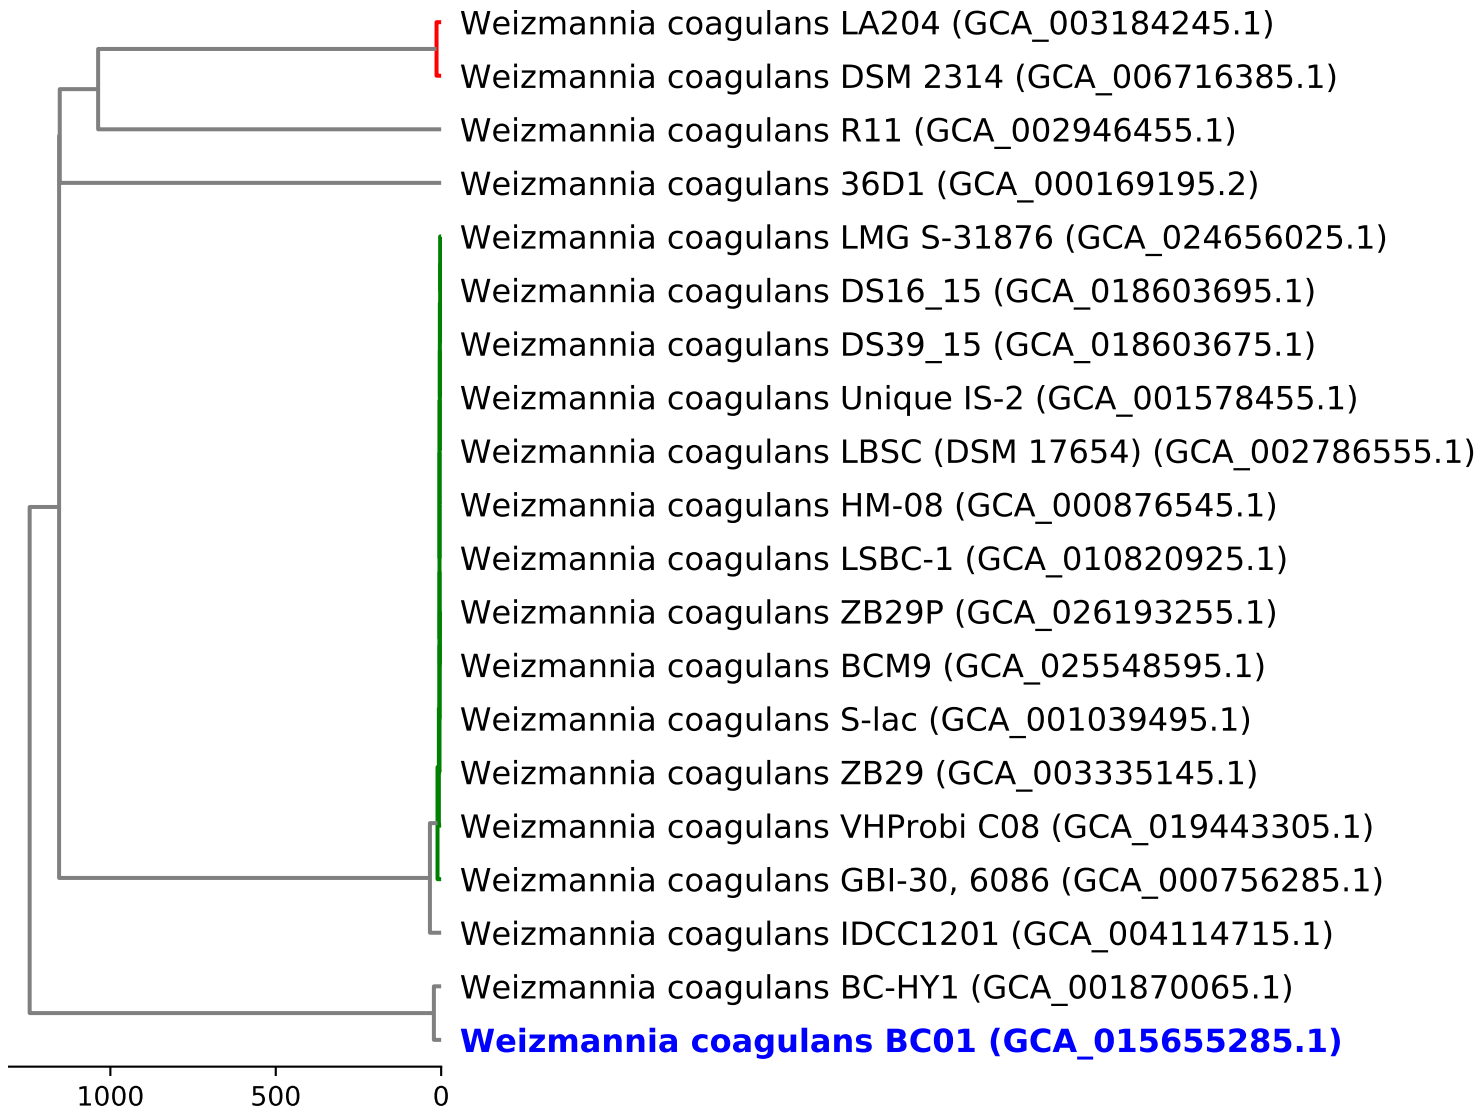 Weizmannia coagulans LA204 (GCA_003184245.1)
Weizmannia coagulans DSM 2314 (GCA_006716385.1)
Weizmannia coagulans R11 (GCA_002946455.1)
Weizmannia coagulans 36D1 (GCA_000169195.2)
Weizmannia coagulans LMG S-31876 (GCA_024656025.1)
Weizmannia coagulans DS16_15 (GCA_018603695.1)
Weizmannia coagulans DS39_15 (GCA_018603675.1)
Weizmannia coagulans Unique IS-2 (GCA_001578455.1)
Weizmannia coagulans LBSC (DSM 17654) (GCA_002786555.1)
Weizmannia coagulans HM-08 (GCA_000876545.1)
Weizmannia coagulans LSBC-1 (GCA_010820925.1)
Weizmannia coagulans ZB29P (GCA_026193255.1)
Weizmannia coagulans BCM9 (GCA_025548595.1)
Weizmannia coagulans S-lac (GCA_001039495.1)
Weizmannia coagulans ZB29 (GCA_003335145.1)
Weizmannia coagulans VHProbi C08 (GCA_019443305.1)
Weizmannia coagulans GBI-30, 6086 (GCA_000756285.1)
Weizmannia coagulans IDCC1201 (GCA_004114715.1)
Weizmannia coagulans BC-HY1 (GCA_001870065.1)
Weizmannia coagulans BC01 (GCA_015655285.1)
1000 500 0